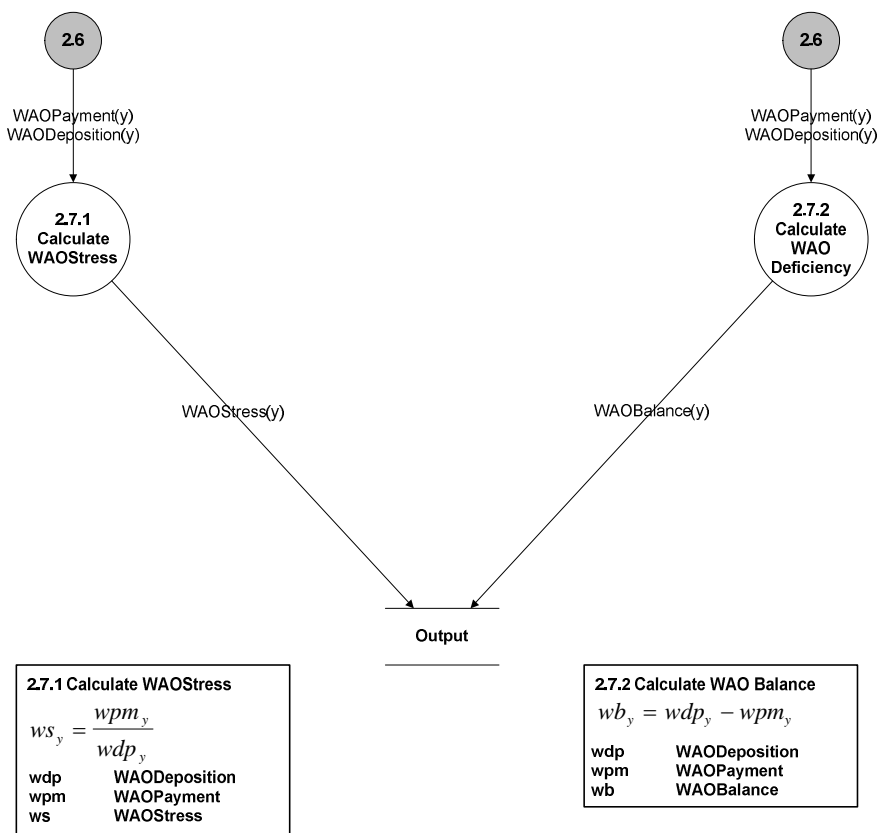 2.6
2.6
WAOPayment(y)
WAODeposition(y)
WAOPayment(y)
WAODeposition(y)
2.7.1
Calculate
WAOStress
2.7.2
Calculate
WAO
Deficiency
WAOStress(y)
WAOBalance(y)
Output
2.7.1 Calculate WAOStress
ws_y = wpm_y / wdp_y
wdp WAODeposition
wpm WAOPayment
ws WAOStress
2.7.2 Calculate WAO Balance
wb_y = wdp_y − wpm_y
wdp WAODeposition
wpm WAOPayment
wb WAOBalance